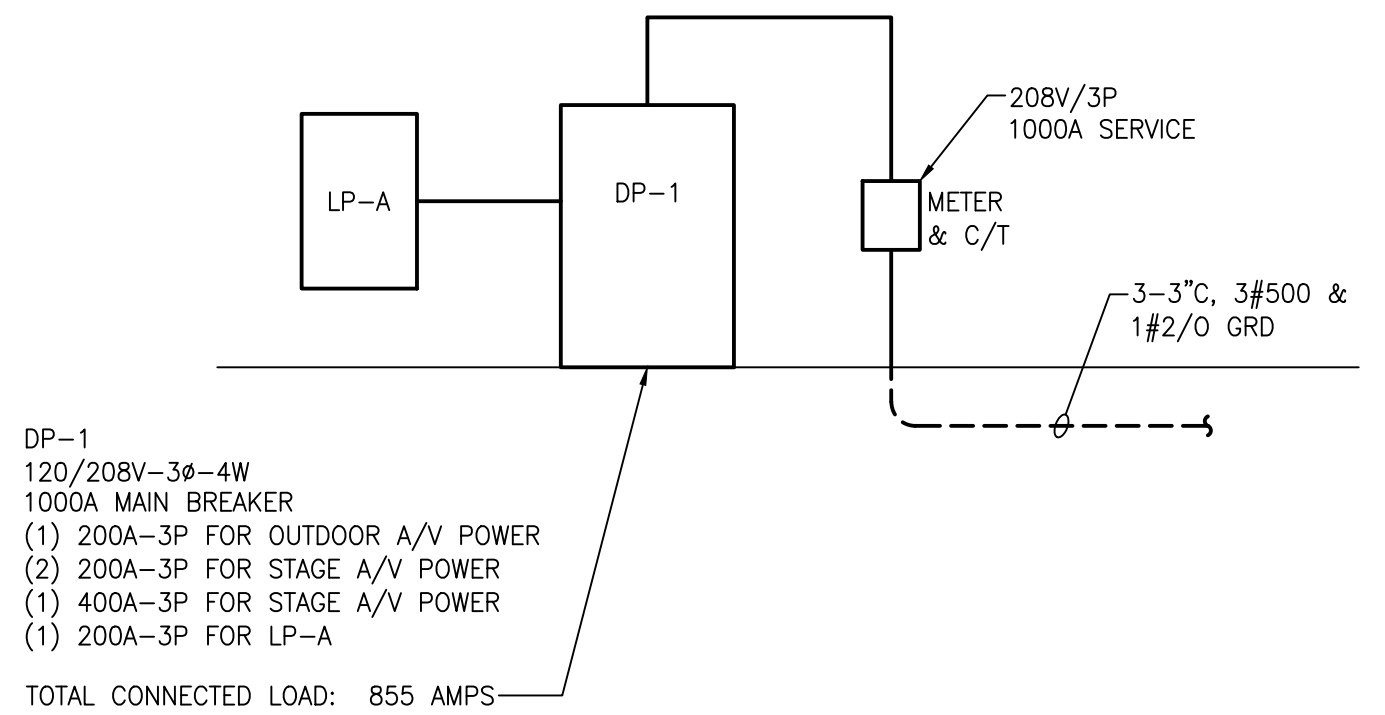 208V/3P
1000A SERVICE
LP-A
DP-1
METER
& C/T
3-3"C, 3#500 &
1#2/0 GRD
DP-1
120/208V-3ø-4W
1000A MAIN BREAKER
(1) 200A-3P FOR OUTDOOR A/V POWER
(2) 200A-3P FOR STAGE A/V POWER
(1) 400A-3P FOR STAGE A/V POWER
(1) 200A-3P FOR LP-A
TOTAL CONNECTED LOAD: 855 AMPS